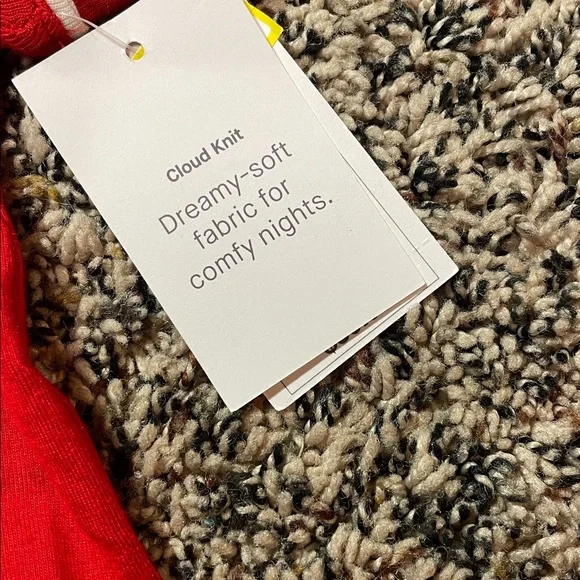 Cloud Knit
Dreamy-soft
fabric for
comfy nights.